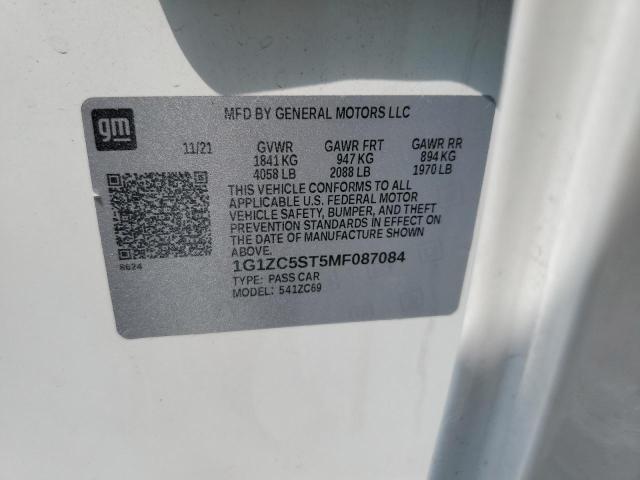 gm
MFD BY GENERAL MOTORS LLC
11/21 GVWR GAWR FRT GAWR RR
1841 KG 947 KG 894 KG
4058 LB 2088 LB 1970 LB
THIS VEHICLE CONFORMS TO ALL
APPLICABLE U.S. FEDERAL MOTOR
VEHICLE SAFETY, BUMPER, AND THEFT
PREVENTION STANDARDS IN EFFECT ON
THE DATE OF MANUFACTURE SHOWN
ABOVE.
8624
1G1ZC5ST5MF087084
TYPE: PASS CAR
MODEL: 541ZC69